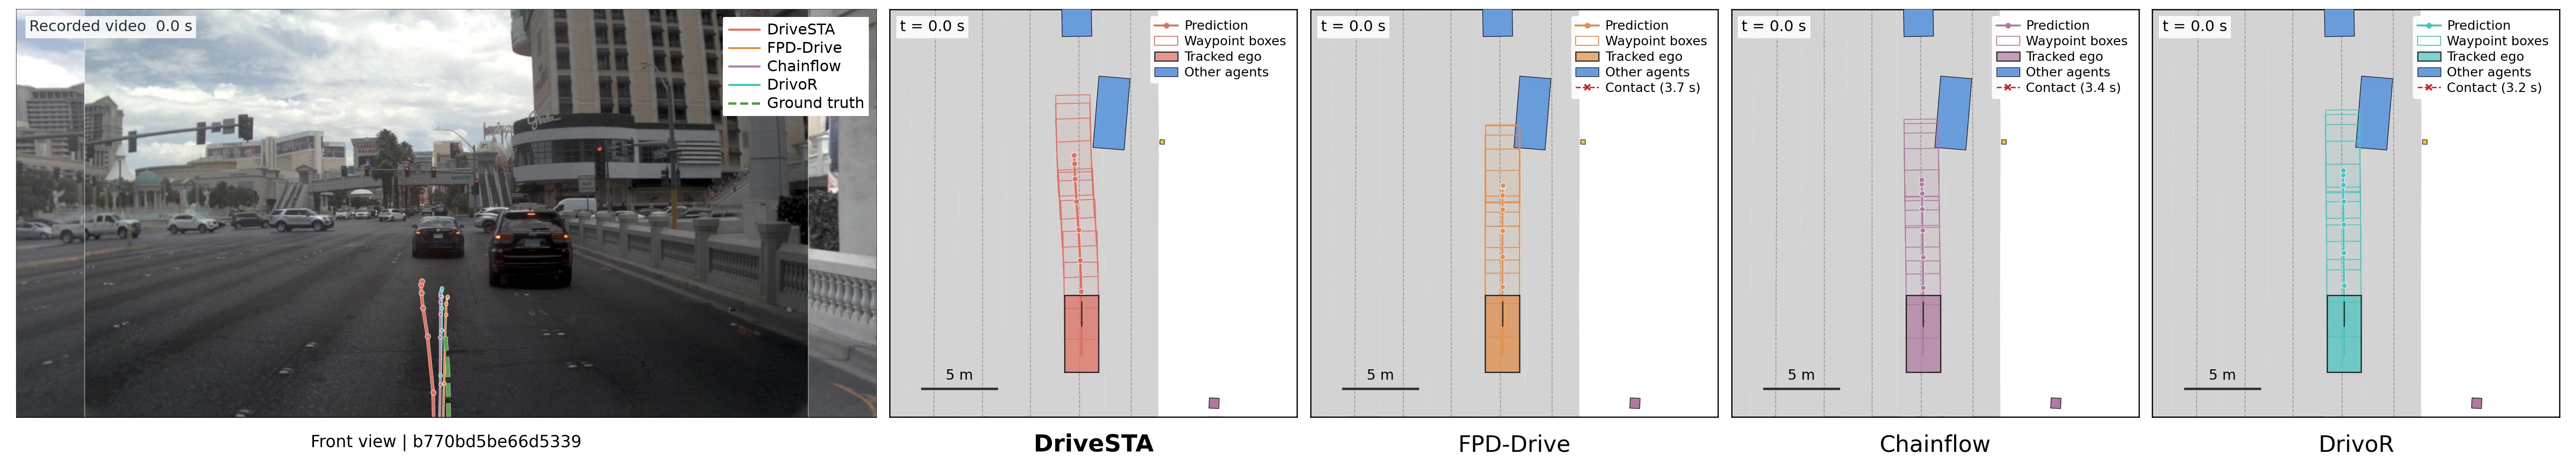 Recorded video 0.0 s
DriveSTA
FPD-Drive
Chainflow
DrivoR
Ground truth
Front view | b770bd5be66d5339
t = 0.0 s
Prediction
Waypoint boxes
Tracked ego
Other agents
5 m
DriveSTA
t = 0.0 s
Prediction
Waypoint boxes
Tracked ego
Other agents
Contact (3.7 s)
5 m
FPD-Drive
t = 0.0 s
Prediction
Waypoint boxes
Tracked ego
Other agents
Contact (3.4 s)
5 m
Chainflow
t = 0.0 s
Prediction
Waypoint boxes
Tracked ego
Other agents
Contact (3.2 s)
5 m
DrivoR